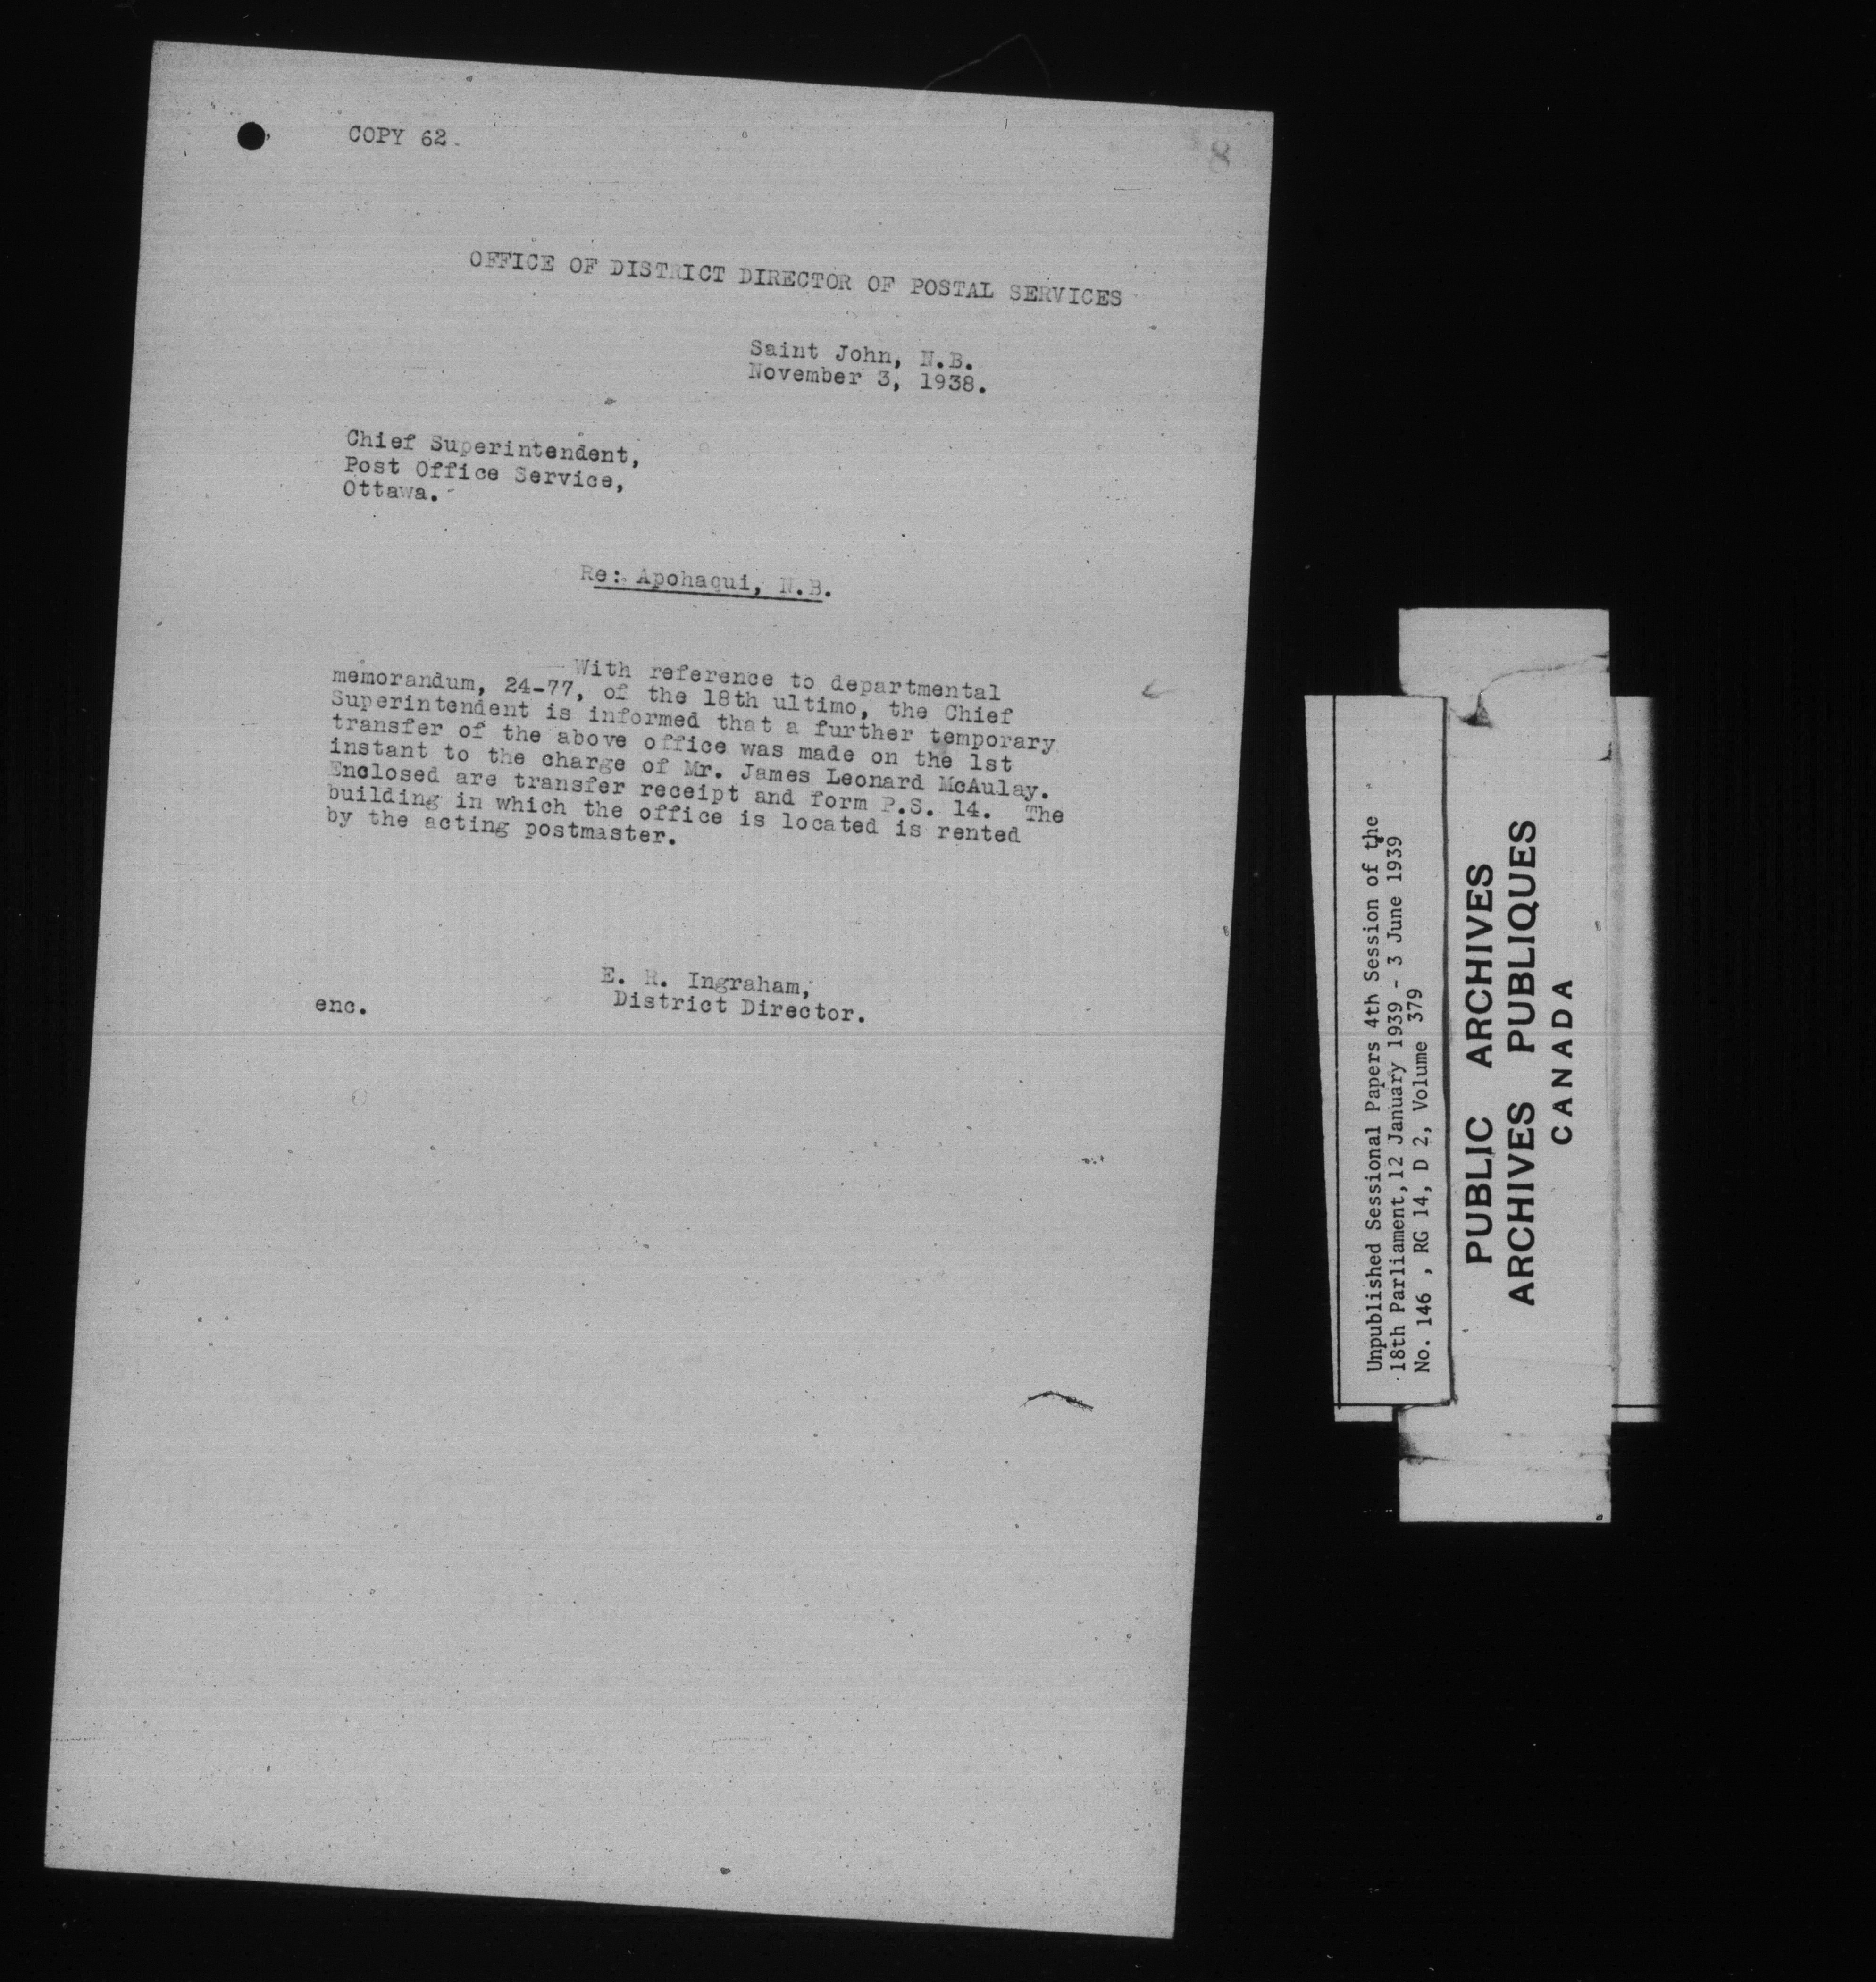 COPY 62.
8
OFFICE OF DISTRICT DIRECTOR OF POSTAL SERVICES
Saint John, N.B.
November 3, 1938.
Chief Superintendent,
Post Office Service,
Ottawa.
Re: Apohaqui, N.B.
With reference to departmental
memorandum, 24-77, of the 18th ultimo, the Chief
Superintendent is informed that a further temporary
transfer of the above office was made on the 1st
instant to the charge of Mr. James Leonard McAulay.
Enclosed are transfer receipt and form P.S. 14. The
building in which the office is located is rented
by the acting postmaster.
E. R. Ingraham,
District Director.
enc.
Unpublished Sessional Papers 4th Session of the
18th Parliament, 12 January 1939 - 3 June 1939
No. 146 , RG 14, D 2, Volume 379
PUBLIC ARCHIVES
ARCHIVES PUBLIQUES
CANADA